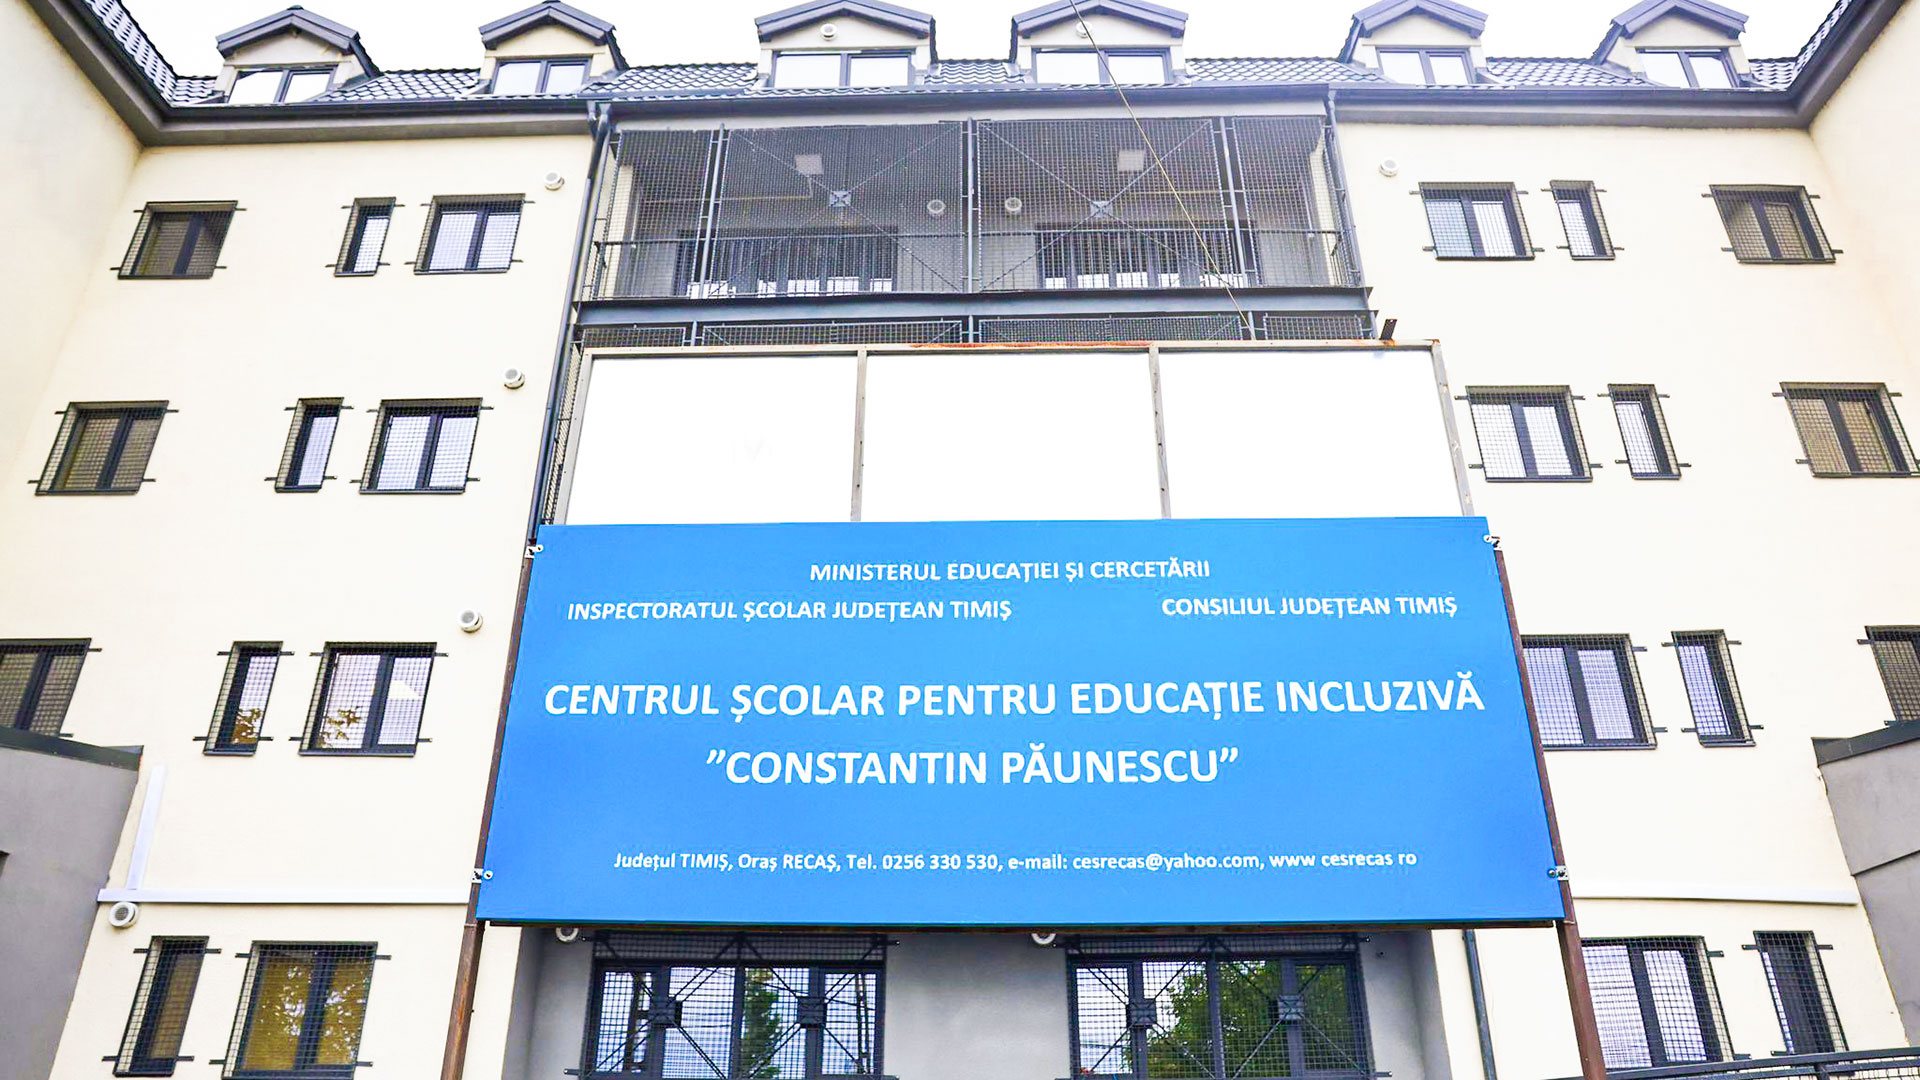 MINISTERUL EDUCAȚIEI ȘI CERCETĂRII
INSPECTORATUL ȘCOLAR JUDEȚEAN TIMIȘ CONSILIUL JUDEȚEAN TIMIȘ
CENTRUL ȘCOLAR PENTRU EDUCAȚIE INCLUZIVĂ
”CONSTANTIN PĂUNESCU”
Județul TIMIȘ, Oraș RECAȘ, Tel. 0256 330 530, e-mail: cesrecas@yahoo.com, www cesrecas ro